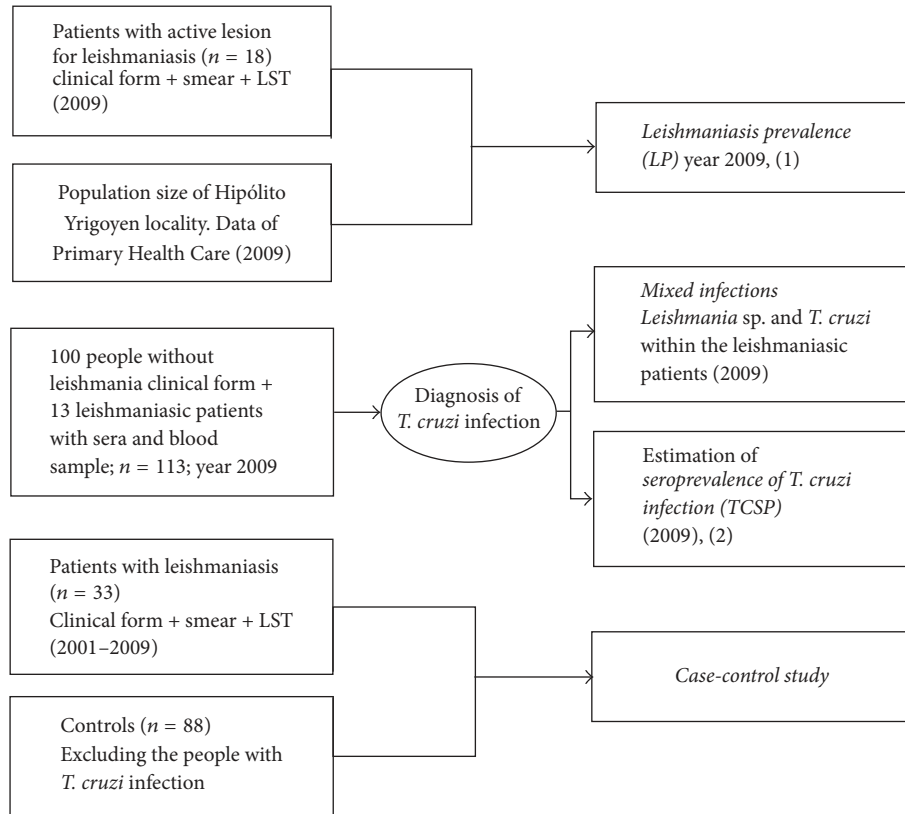 Patients with active lesion
for leishmaniasis (n = 18)
clinical form + smear + LST
(2009)
Leishmaniasis prevalence
(LP) year 2009, (1)
Population size of Hipólito
Yrigoyen locality. Data of
Primary Health Care (2009)
Mixed infections
Leishmania sp. and T. cruzi
within the leishmaniasic
patients (2009)
100 people without
leishmania clinical form +
13 leishmaniasic patients
with sera and blood
sample; n = 113; year 2009
Diagnosis of
T. cruzi infection
Estimation of
seroprevalence of T. cruzi
infection (TCSP)
(2009), (2)
Patients with leishmaniasis
(n = 33)
Clinical form + smear + LST
(2001–2009)
Case-control study
Controls (n = 88)
Excluding the people with
T. cruzi infection